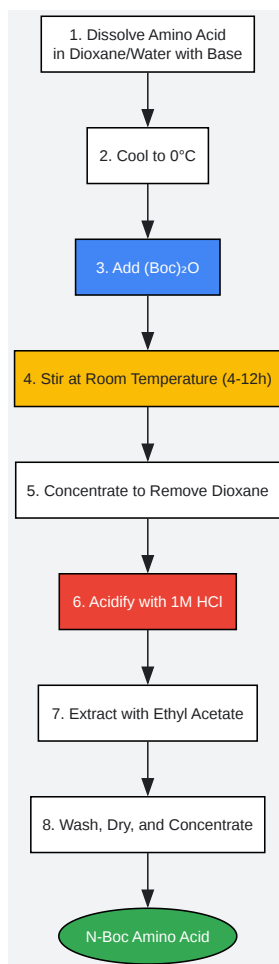 1. Dissolve Amino Acid
in Dioxane/Water with Base
2. Cool to 0°C
3. Add (Boc)₂O
4. Stir at Room Temperature (4-12h)
5. Concentrate to Remove Dioxane
6. Acidify with 1M HCl
7. Extract with Ethyl Acetate
8. Wash, Dry, and Concentrate
N-Boc Amino Acid